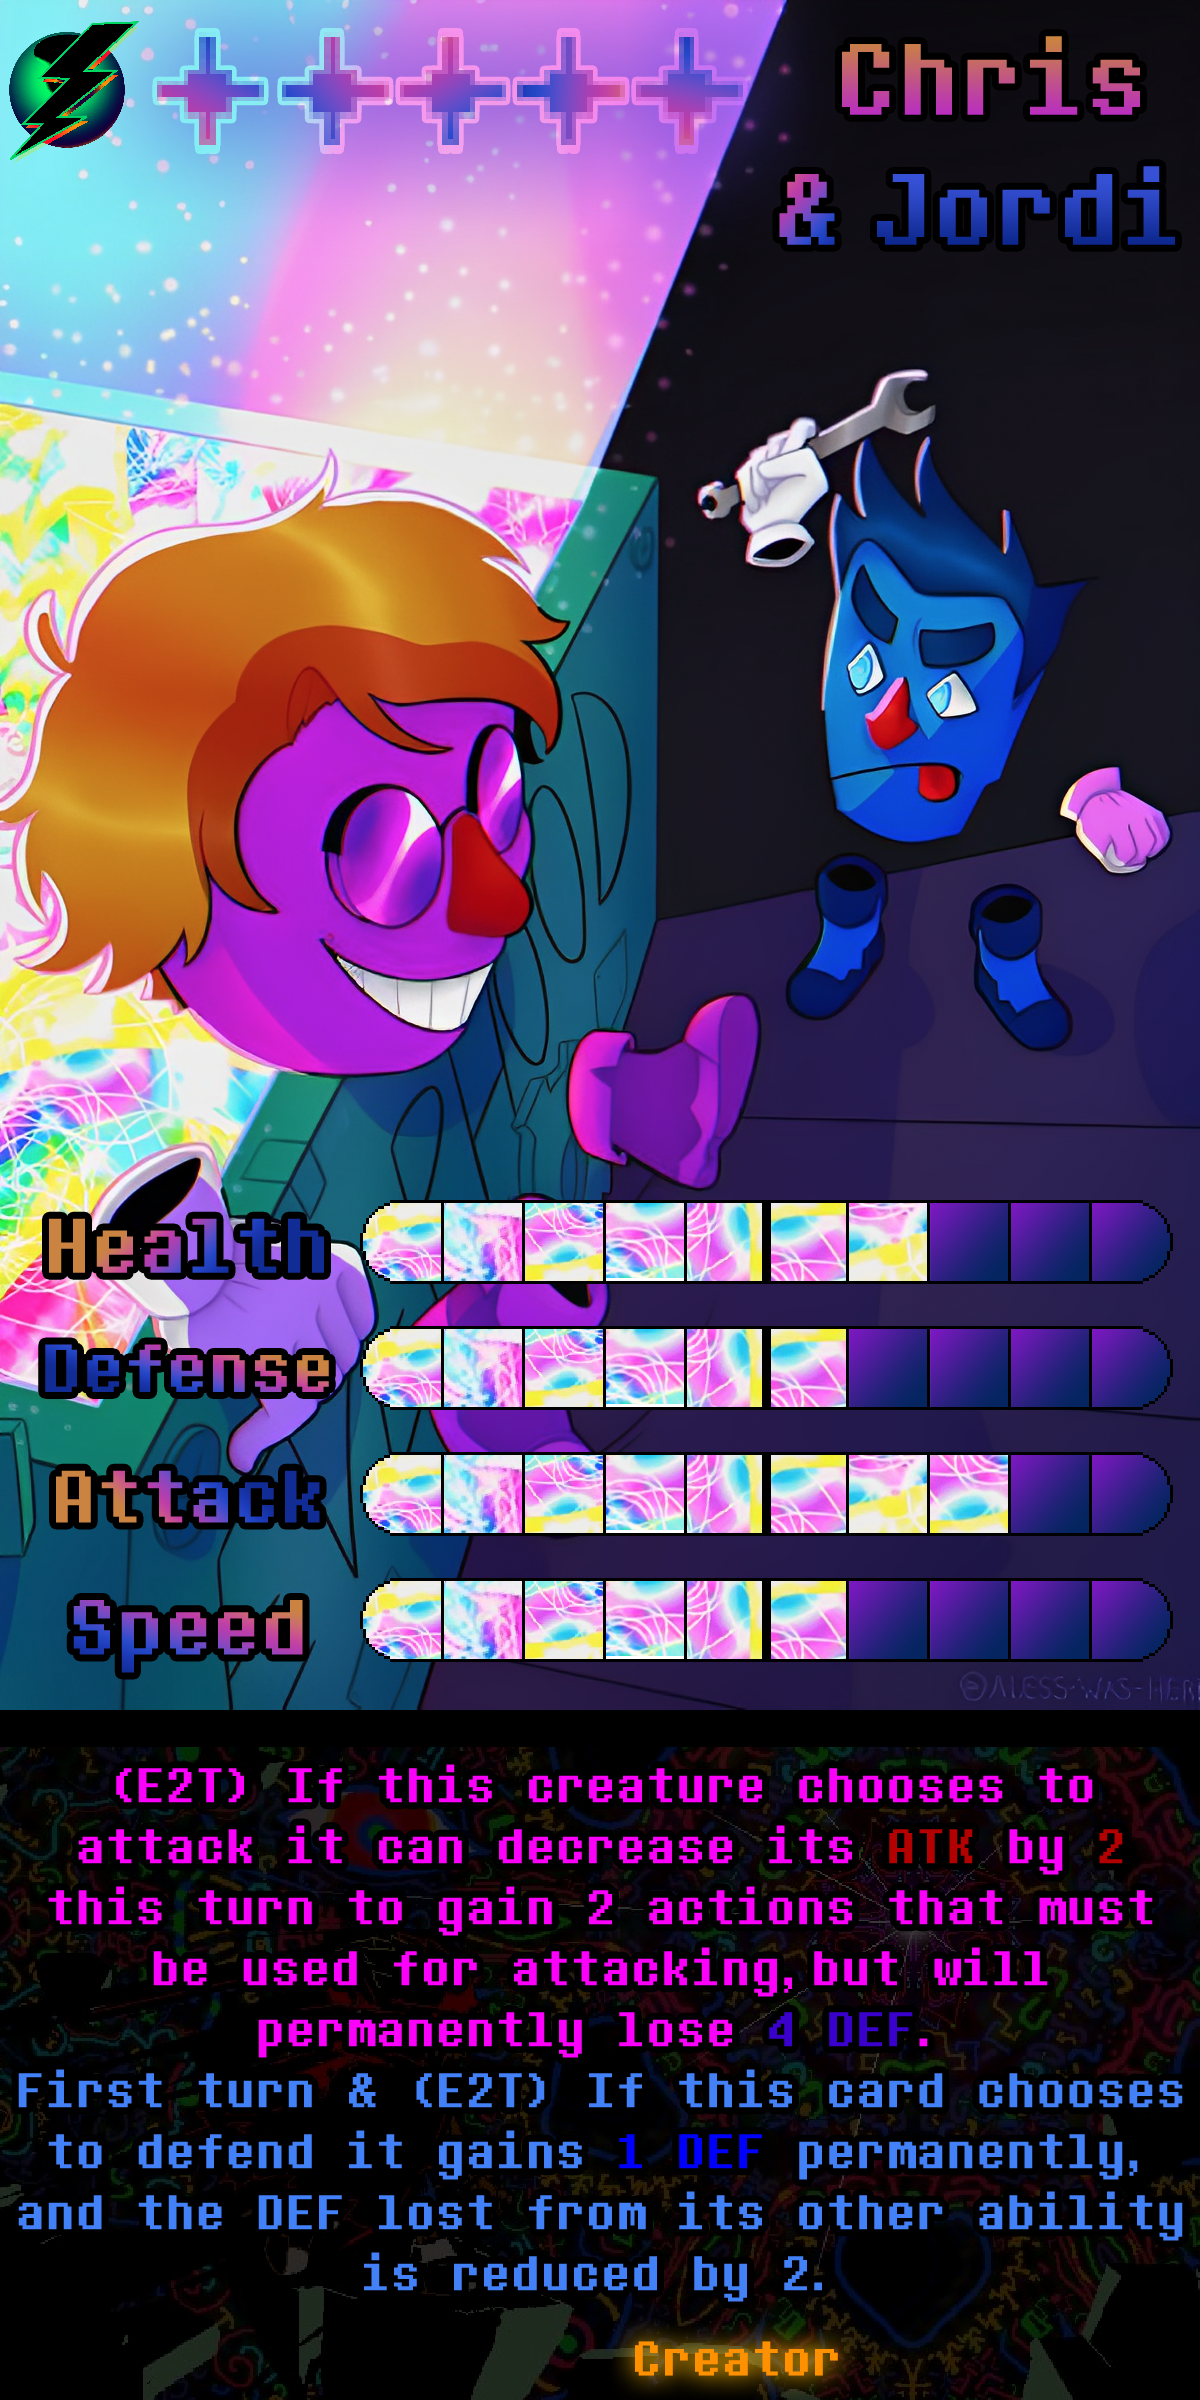 Chris
& Jordi
Health
Defense
Attack
Speed
@ALESS-WAS-HER
(E2T) If this creature chooses to
attack it can decrease its ATK by 2
this turn to gain 2 actions that must
be used for attacking, but will
permanently lose 4 DEF.
First turn & (E2T) If this card chooses
to defend it gains 1 DEF permanently,
and the DEF lost from its other ability
is reduced by 2.
Creator